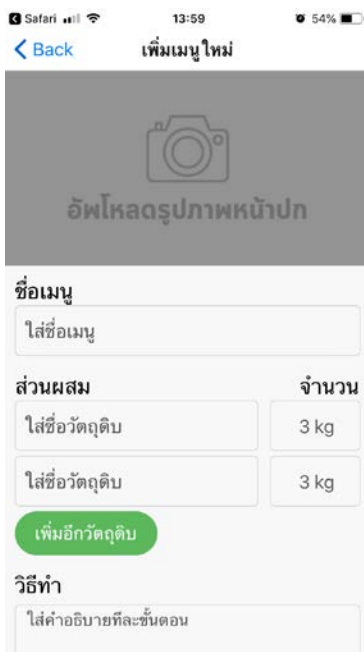 Safari 13:59 54%
Back เพิ่มเมนูใหม่
อัพโหลดรูปภาพหน้าปก
ชื่อเมนู
ใส่ชื่อเมนู
ส่วนผสม จำนวน
ใส่ชื่อวัตถุดิบ 3 kg
ใส่ชื่อวัตถุดิบ 3 kg
เพิ่มอีกวัตถุดิบ
วิธีทำ
ใส่คำอธิบายทีละขั้นตอน